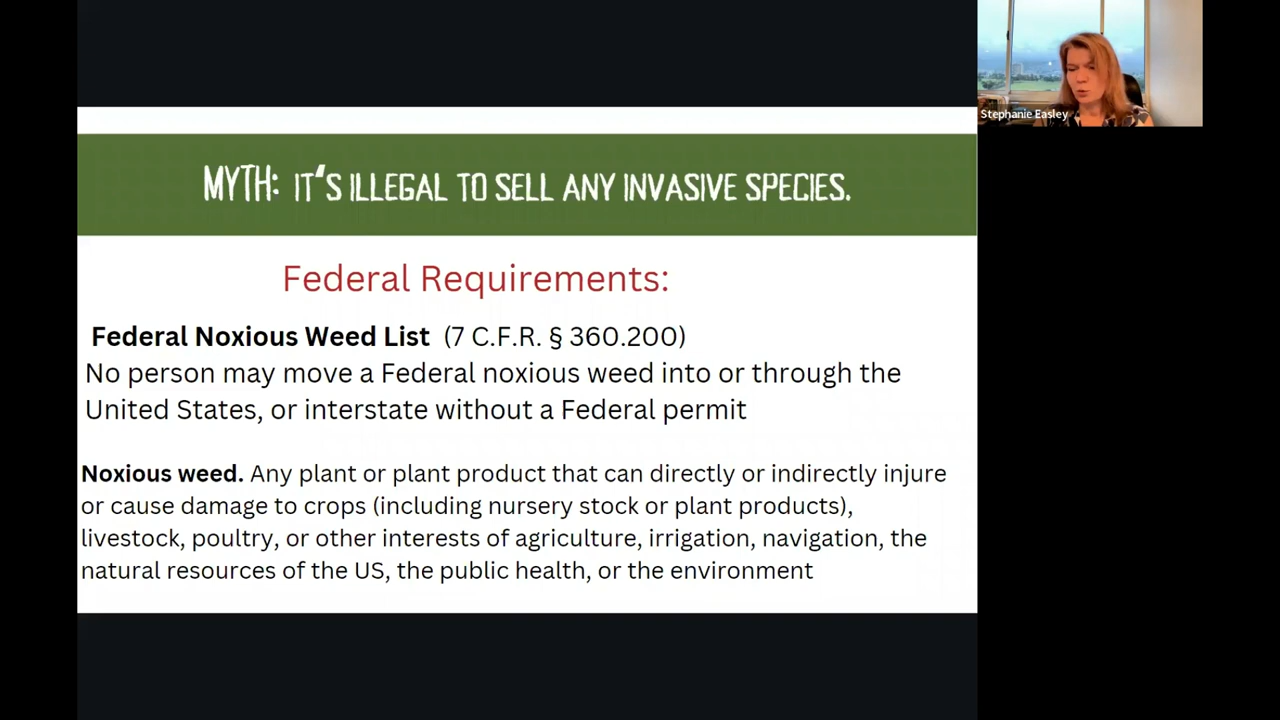 MYTH: IT'S ILLEGAL TO SELL ANY INVASIVE SPECIES.
Federal Requirements:
Federal Noxious Weed List (7 C.F.R. § 360.200)
No person may move a Federal noxious weed into or through the
United States, or interstate without a Federal permit
Noxious weed. Any plant or plant product that can directly or indirectly injure
or cause damage to crops (including nursery stock or plant products),
livestock, poultry, or other interests of agriculture, irrigation, navigation, the
natural resources of the US, the public health, or the environment
Stephanie Easley